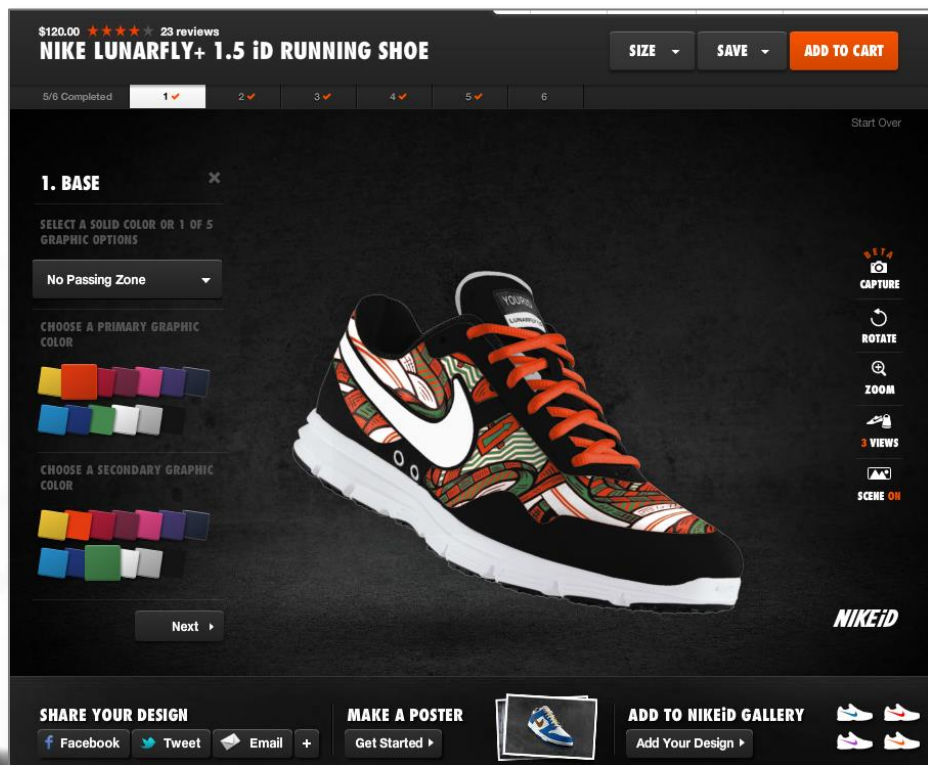 $120.00 23 reviews
NIKE LUNARFLY+ 1.5 iD RUNNING SHOE
SIZE
SAVE
ADD TO CART
5/6 Completed
1
2
3
4
5
6
Start Over
1. BASE
SELECT A SOLID COLOR OR 1 OF 5
GRAPHIC OPTIONS
No Passing Zone
CHOOSE A PRIMARY GRAPHIC
COLOR
CHOOSE A SECONDARY GRAPHIC
COLOR
Next
YOURID
LUNARFLY
BETA
CAPTURE
ROTATE
ZOOM
3 VIEWS
SCENE ON
NIKEiD
SHARE YOUR DESIGN
f Facebook
Tweet
Email
+
MAKE A POSTER
Get Started
ADD TO NIKEiD GALLERY
Add Your Design